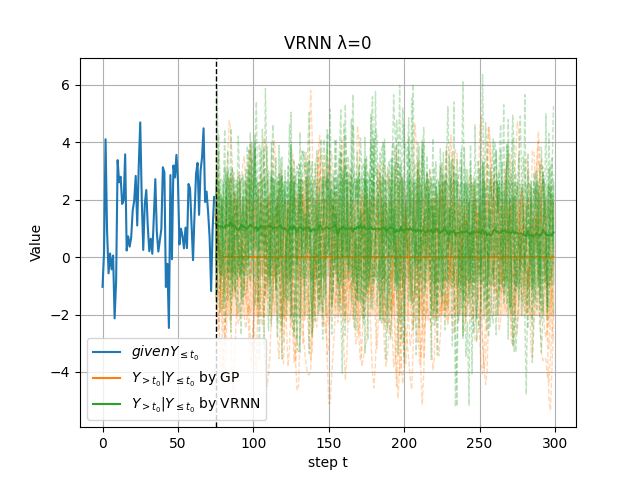 VRNN λ=0
Value
6
4
2
0
−2
−4
givenY≤t₀
Y>t₀|Y≤t₀ by GP
Y>t₀|Y≤t₀ by VRNN
0 50 100 150 200 250 300
step t